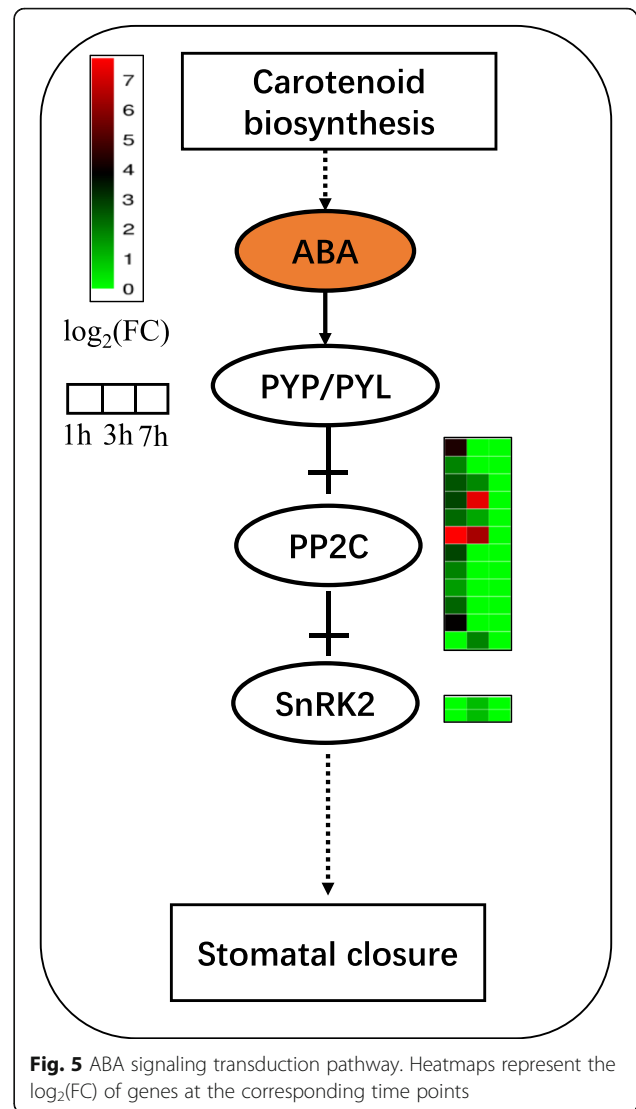 7
6
5
4
3
2
1
0
log₂(FC)
1h 3h 7h
Carotenoid
biosynthesis
ABA
PYP/PYL
PP2C
SnRK2
Stomatal closure
Fig. 5 ABA signaling transduction pathway. Heatmaps represent the
log₂(FC) of genes at the corresponding time points